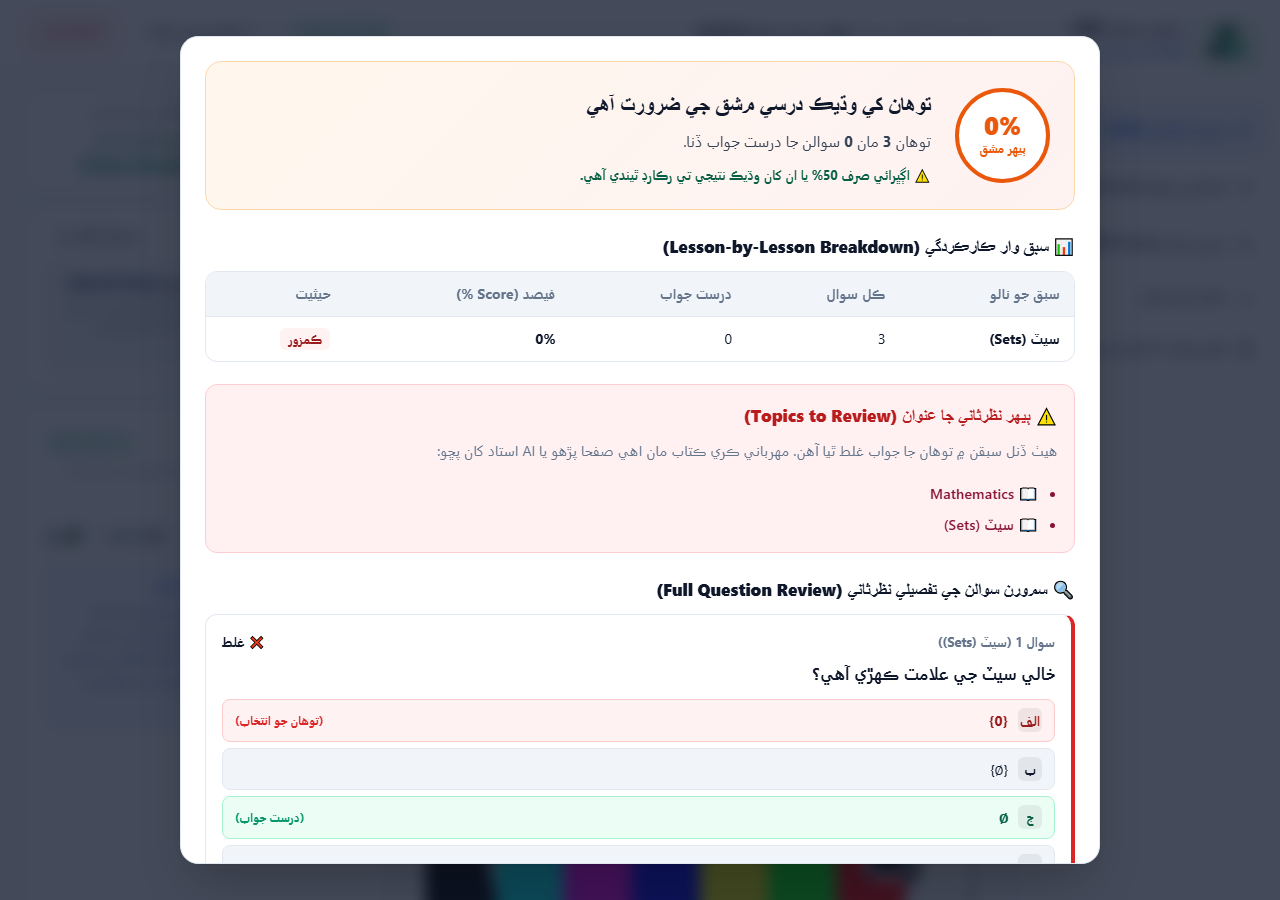 0%
ٻيهر مشق
توهان کي وڌيڪ درسي مشق جي ضرورت آهي
توهان 3 مان 0 سوالن جا درست جواب ڏنا.
⚠️ اڳڀرائي صرف 50% يا ان کان وڌيڪ نتيجي تي رڪارڊ ٿيندي آهي.
📊 سبق وار ڪارڪردگي (Lesson-by-Lesson Breakdown)
سبق جو نالو ڪل سوال درست جواب فيصد (% Score) حيثيت
سيٽ (Sets) 3 0 0% ڪمزور
⚠️ ٻيهر نظرثاني جا عنوان (Topics to Review)
هيٺ ڏنل سبقن ۾ توهان جا جواب غلط ٿيا آهن. مهرباني ڪري ڪتاب مان اهي صفحا پڙهو يا AI استاد کان پڇو:
• 📖 Mathematics
• 📖 سيٽ (Sets)
🔍 سمورن سوالن جي تفصيلي نظرثاني (Full Question Review)
سوال 1 (سيٽ (Sets)) ❌ غلط
خالي سيٽ جي علامت ڪهڙي آهي؟
الف {0} (توهان جو انتخاب)
ب {Ø}
ج Ø (درست جواب)